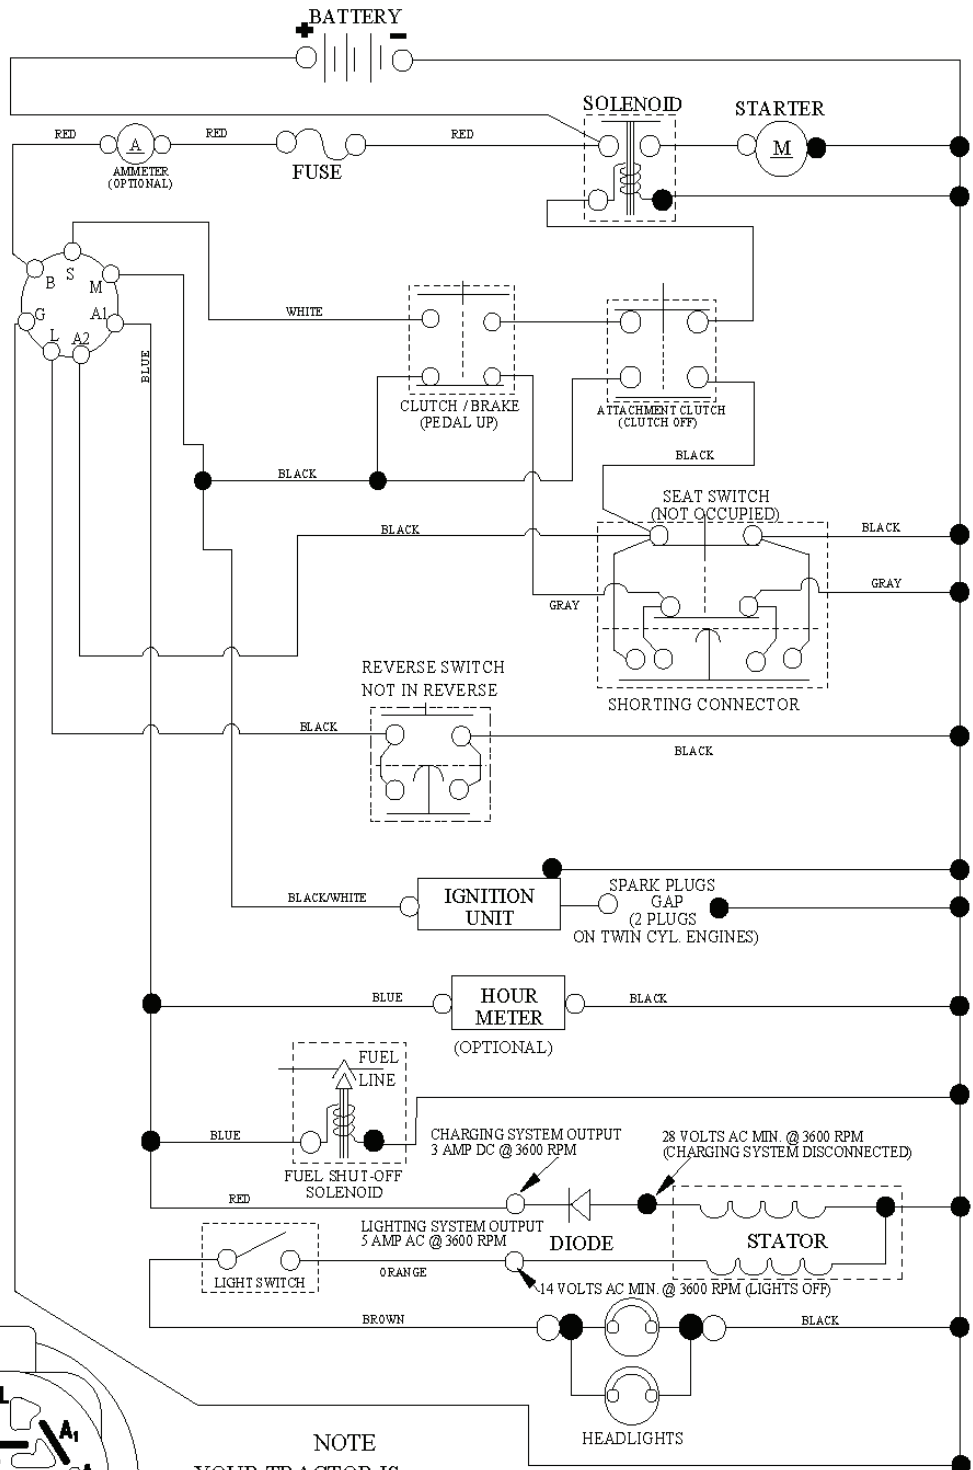 BATTERY
+
-
SOLENOID
STARTER
RED
RED
RED
A
M
AMMETER
(OPTIONAL)
FUSE
B
S
M
G
A1
L
A2
WHITE
BLUE
CLUTCH / BRAKE
(PEDAL UP)
ATTACHMENT CLUTCH
(CLUTCH OFF)
BLACK
BLACK
SEAT SWITCH
(NOT OCCUPIED)
BLACK
BLACK
GRAY
GRAY
REVERSE SWITCH
NOT IN REVERSE
SHORTING CONNECTOR
BLACK
BLACK
BLACK/WHITE
IGNITION
UNIT
SPARK PLUGS
GAP
(2 PLUGS
ON TWIN CYL. ENGINES)
BLUE
HOUR
METER
BLACK
(OPTIONAL)
FUEL
LINE
BLUE
FUEL SHUT-OFF
SOLENOID
CHARGING SYSTEM OUTPUT
3 AMP DC @ 3600 RPM
28 VOLTS AC MIN. @ 3600 RPM
(CHARGING SYSTEM DISCONNECTED)
RED
LIGHTING SYSTEM OUTPUT
5 AMP AC @ 3600 RPM
DIODE
STATOR
LIGHT SWITCH
ORANGE
14 VOLTS AC MIN. @ 3600 RPM (LIGHTS OFF)
BROWN
BLACK
HEADLIGHTS
L
A1
NOTE
YOUR TRACTOR IS